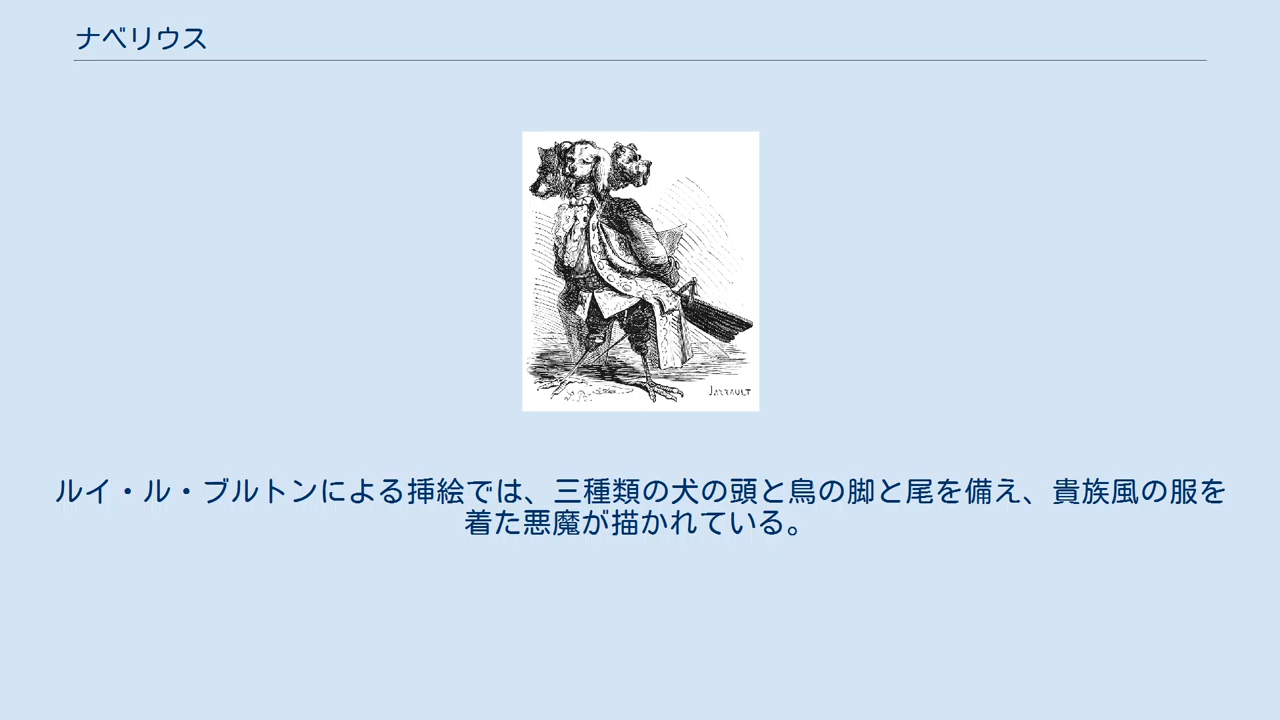 ナベリウス
JARRAULT
ルイ・ル・ブルトンによる挿絵では、三種類の犬の頭と鳥の脚と尾を備え、貴族風の服を
着た悪魔が描かれている。